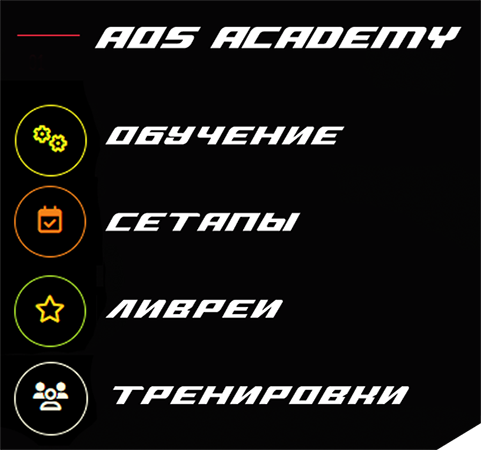 AOS ACADEMY
ОБУЧЕНИЕ
СЕТАПЫ
ЛИВРЕИ
ТРЕНИРОВКИ